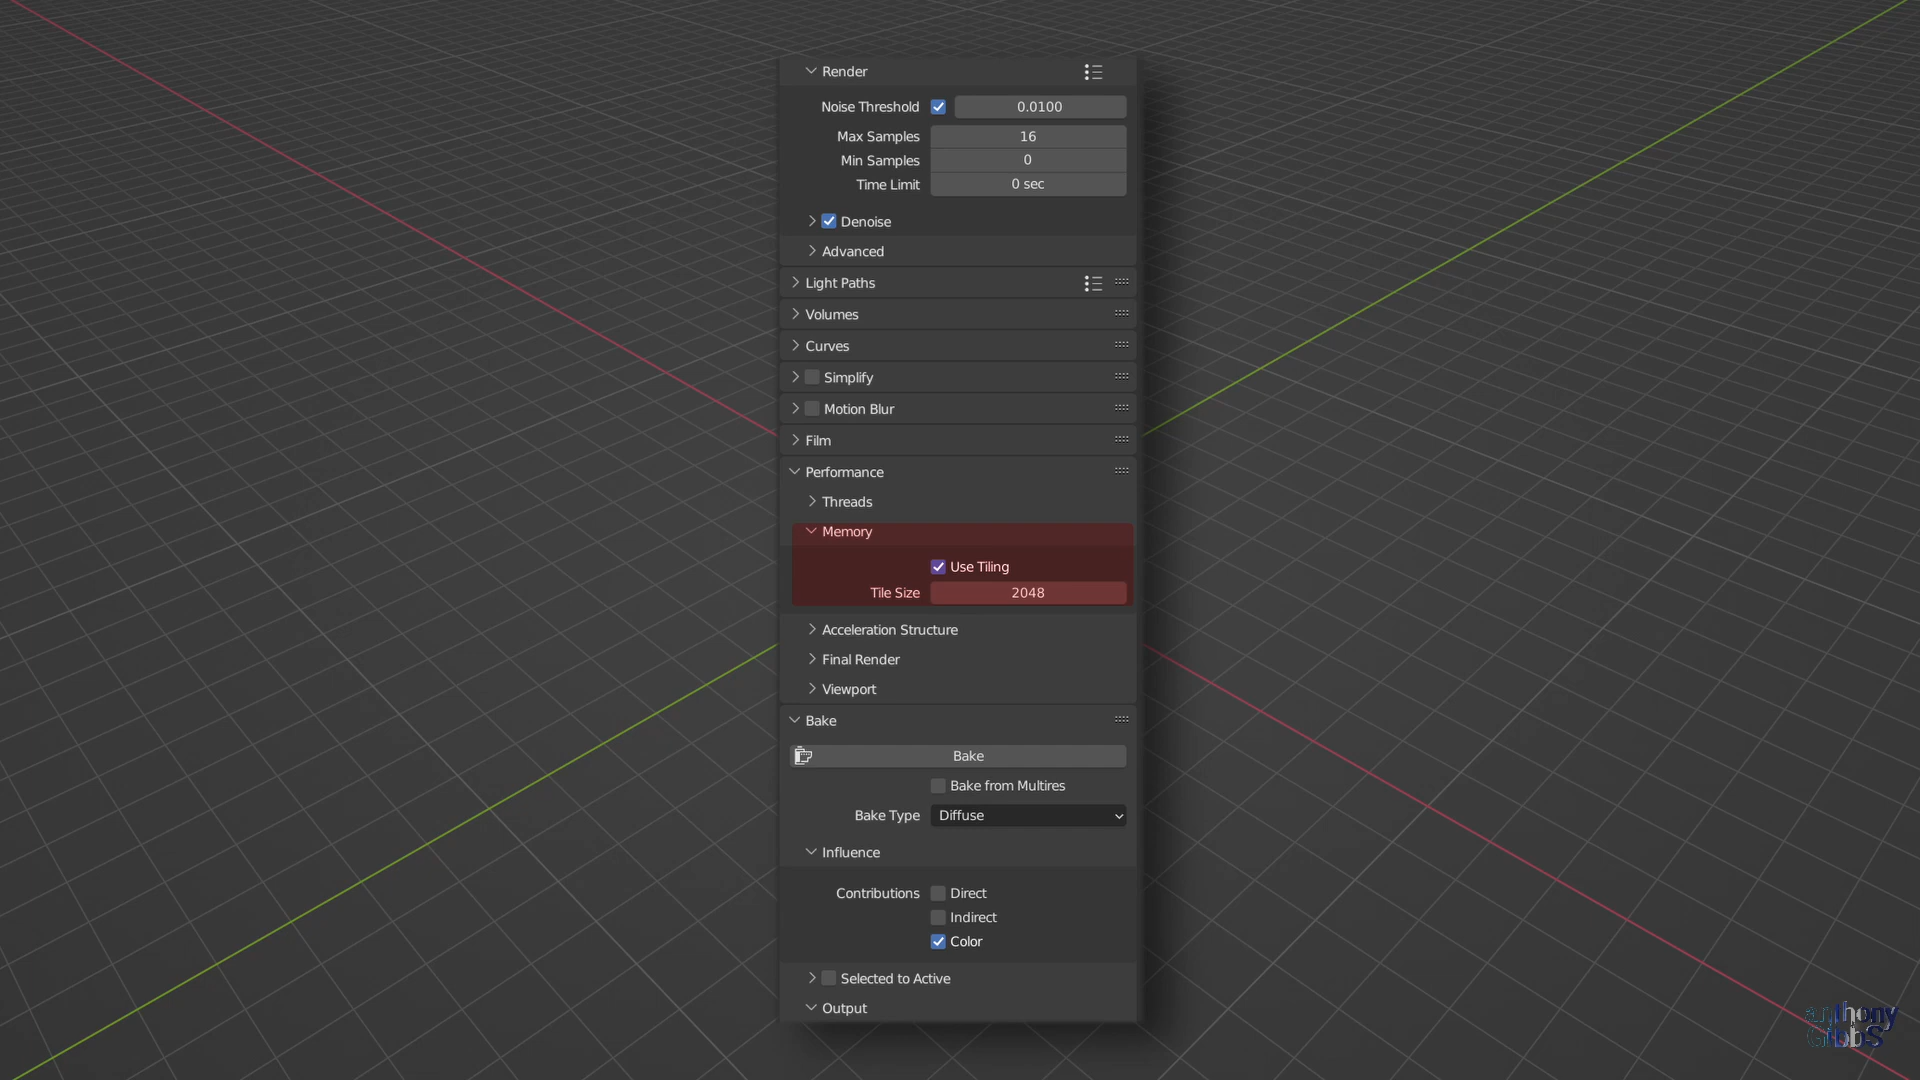 Render
Noise Threshold 0.0100
Max Samples 16
Min Samples 0
Time Limit 0 sec
Denoise
Advanced
Light Paths
Volumes
Curves
Simplify
Motion Blur
Film
Performance
Threads
Memory
Use Tiling
Tile Size 2048
Acceleration Structure
Final Render
Viewport
Bake
Bake
Bake from Multires
Bake Type Diffuse
Influence
Contributions Direct
Indirect
Color
Selected to Active
Output
anthony
GibbS